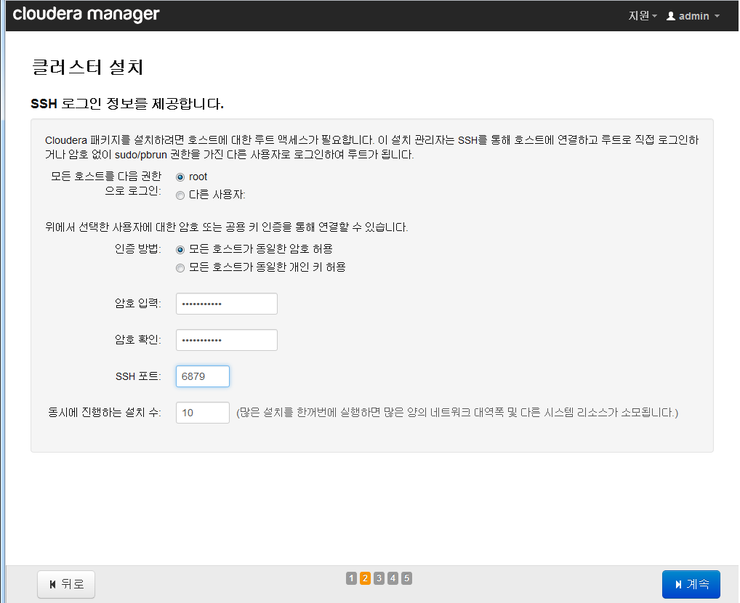 cloudera manager
지원 admin
클러스터 설치
SSH 로그인 정보를 제공합니다.
Cloudera 패키지를 설치하려면 호스트에 대한 루트 액세스가 필요합니다. 이 설치 관리자는 SSH를 통해 호스트에 연결하고 루트로 직접 로그인하
거나 암호 없이 sudo/pbrun 권한을 가진 다른 사용자로 로그인하여 루트가 됩니다.
모든 호스트를 다음 권한
으로 로그인:
root
다른 사용자:
위에서 선택한 사용자에 대한 암호 또는 공용 키 인증을 통해 연결할 수 있습니다.
인증 방법: 모든 호스트가 동일한 암호 허용
모든 호스트가 동일한 개인 키 허용
암호 입력: •••••••••••
암호 확인: •••••••••••
SSH 포트: 6879
동시에 진행하는 설치 수: 10 (많은 설치를 한꺼번에 실행하면 많은 양의 네트워크 대역폭 및 다른 시스템 리소스가 소모됩니다.)
뒤로 1 2 3 4 5 계속